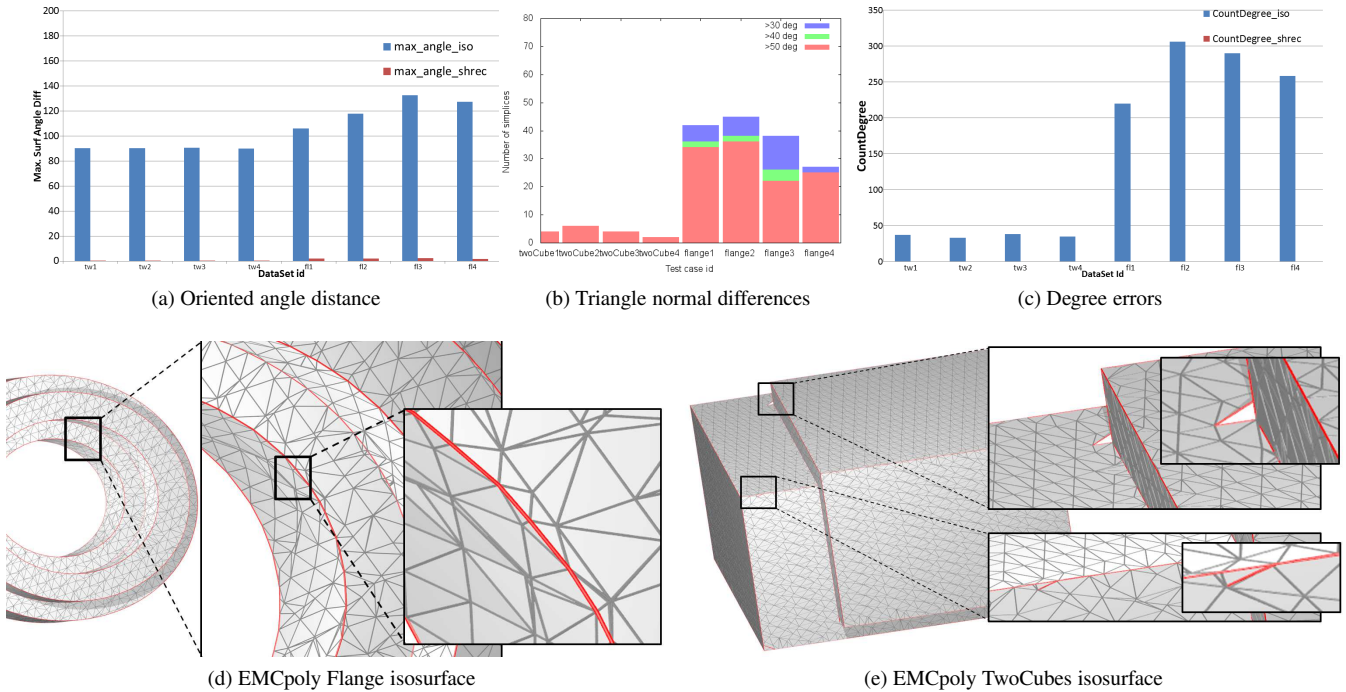 200
180
160
140
120
100
80
60
40
20
0
Max. Surf Angle Diff
max_angle_iso
max_angle_shrec
tw1 tw2 tw3 tw4 fl1 fl2 fl3 fl4
DataSet id
(a) Oriented angle distance
80
70
60
50
40
30
20
10
0
Number of simplices
>30 deg
>40 deg
>50 deg
twoCube1 twoCube2 twoCube3 twoCube4 flange1 flange2 flange3 flange4
Test case id
(b) Triangle normal differences
350
300
250
200
150
100
50
0
CountDegree
CountDegree_iso
CountDegree_shrec
tw1 tw2 tw3 tw4 fl1 fl2 fl3 fl4
DataSet Id
(c) Degree errors
(d) EMCpoly Flange isosurface
(e) EMCpoly TwoCubes isosurface